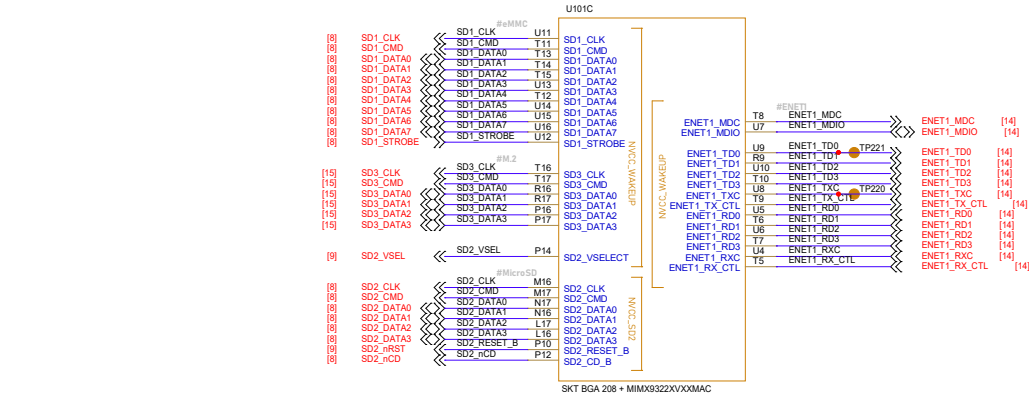 U101C
#eMMC
[8] SD1_CLK SD1_CLK U11 SD1_CLK
[8] SD1_CMD SD1_CMD T11 SD1_CMD
[8] SD1_DATA0 SD1_DATA0 T13 SD1_DATA0
[8] SD1_DATA1 SD1_DATA1 T14 SD1_DATA1
[8] SD1_DATA2 SD1_DATA2 T15 SD1_DATA2
[8] SD1_DATA3 SD1_DATA3 U13 SD1_DATA3
[8] SD1_DATA4 SD1_DATA4 T12 SD1_DATA4
[8] SD1_DATA5 SD1_DATA5 U14 SD1_DATA5
[8] SD1_DATA6 SD1_DATA6 U15 SD1_DATA6
[8] SD1_DATA7 SD1_DATA7 U16 SD1_DATA7
[8] SD1_STROBE SD1_STROBE U12 SD1_STROBE
#M.2
[15] SD3_CLK SD3_CLK T16 SD3_CLK
[15] SD3_CMD SD3_CMD T17 SD3_CMD
[15] SD3_DATA0 SD3_DATA0 R16 SD3_DATA0
[15] SD3_DATA1 SD3_DATA1 R17 SD3_DATA1
[15] SD3_DATA2 SD3_DATA2 P16 SD3_DATA2
[15] SD3_DATA3 SD3_DATA3 P17 SD3_DATA3
[9] SD2_VSEL SD2_VSEL P14 SD2_VSELECT
#MicroSD
[8] SD2_CLK SD2_CLK M16 SD2_CLK
[8] SD2_CMD SD2_CMD M17 SD2_CMD
[8] SD2_DATA0 SD2_DATA0 N17 SD2_DATA0
[8] SD2_DATA1 SD2_DATA1 N16 SD2_DATA1
[8] SD2_DATA2 SD2_DATA2 L17 SD2_DATA2
[8] SD2_DATA3 SD2_DATA3 L16 SD2_DATA3
[9] SD2_nRST SD2_RESET_B P10 SD2_RESET_B
[8] SD2_nCD SD2_nCD P12 SD2_CD_B
NVCC_WAKEUP
NVCC_SD2
NVCC_WAKEUP
#ENET1
ENET1_MDC T8 ENET1_MDC ENET1_MDC [14]
ENET1_MDIO U7 ENET1_MDIO ENET1_MDIO [14]
ENET1_TD0 U9 ENET1_TD0 TP221 ENET1_TD0 [14]
ENET1_TD1 R9 ENET1_TD1 ENET1_TD1 [14]
ENET1_TD2 U10 ENET1_TD2 ENET1_TD2 [14]
ENET1_TD3 T10 ENET1_TD3 ENET1_TD3 [14]
ENET1_TXC U8 ENET1_TXC TP220 ENET1_TXC [14]
ENET1_TX_CTL T9 ENET1_TX_CTL ENET1_TX_CTL [14]
ENET1_RD0 U5 ENET1_RD0 ENET1_RD0 [14]
ENET1_RD1 T6 ENET1_RD1 ENET1_RD1 [14]
ENET1_RD2 U6 ENET1_RD2 ENET1_RD2 [14]
ENET1_RD3 T7 ENET1_RD3 ENET1_RD3 [14]
ENET1_RXC U4 ENET1_RXC ENET1_RXC [14]
ENET1_RX_CTL T5 ENET1_RX_CTL ENET1_RX_CTL [14]
SKT BGA 208 + MIMX9322XVXXMAC